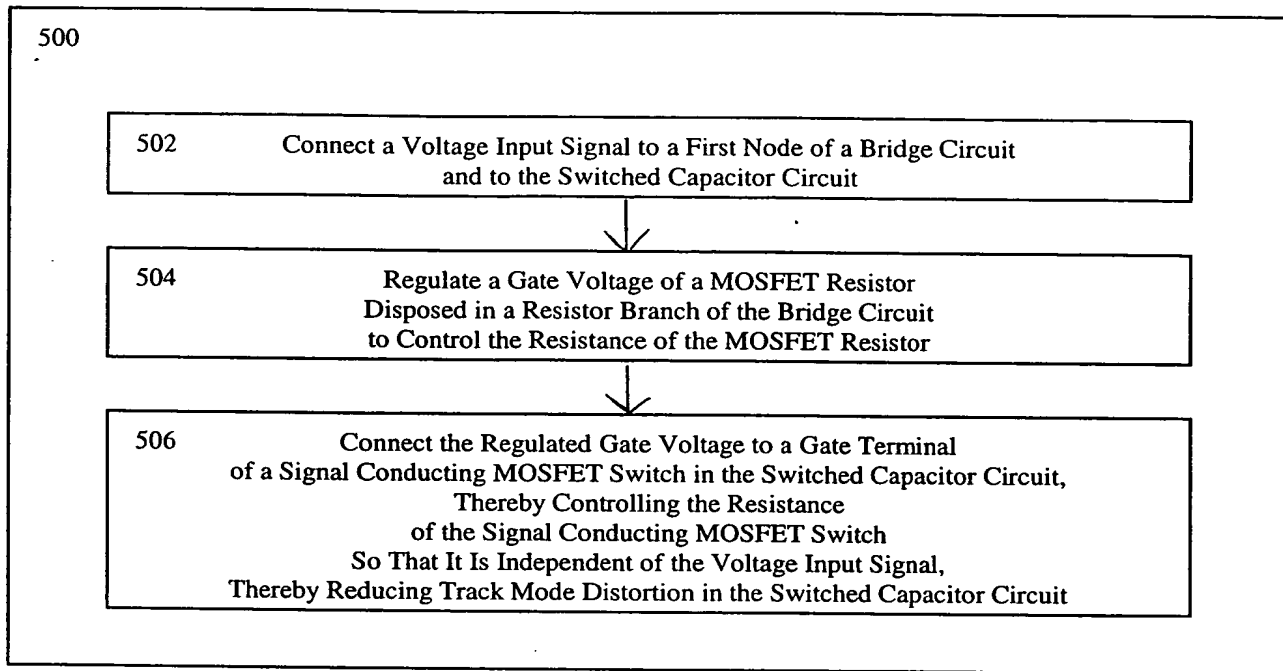 500
502 Connect a Voltage Input Signal to a First Node of a Bridge Circuit
and to the Switched Capacitor Circuit
504 Regulate a Gate Voltage of a MOSFET Resistor
Disposed in a Resistor Branch of the Bridge Circuit
to Control the Resistance of the MOSFET Resistor
506 Connect the Regulated Gate Voltage to a Gate Terminal
of a Signal Conducting MOSFET Switch in the Switched Capacitor Circuit,
Thereby Controlling the Resistance
of the Signal Conducting MOSFET Switch
So That It Is Independent of the Voltage Input Signal,
Thereby Reducing Track Mode Distortion in the Switched Capacitor Circuit